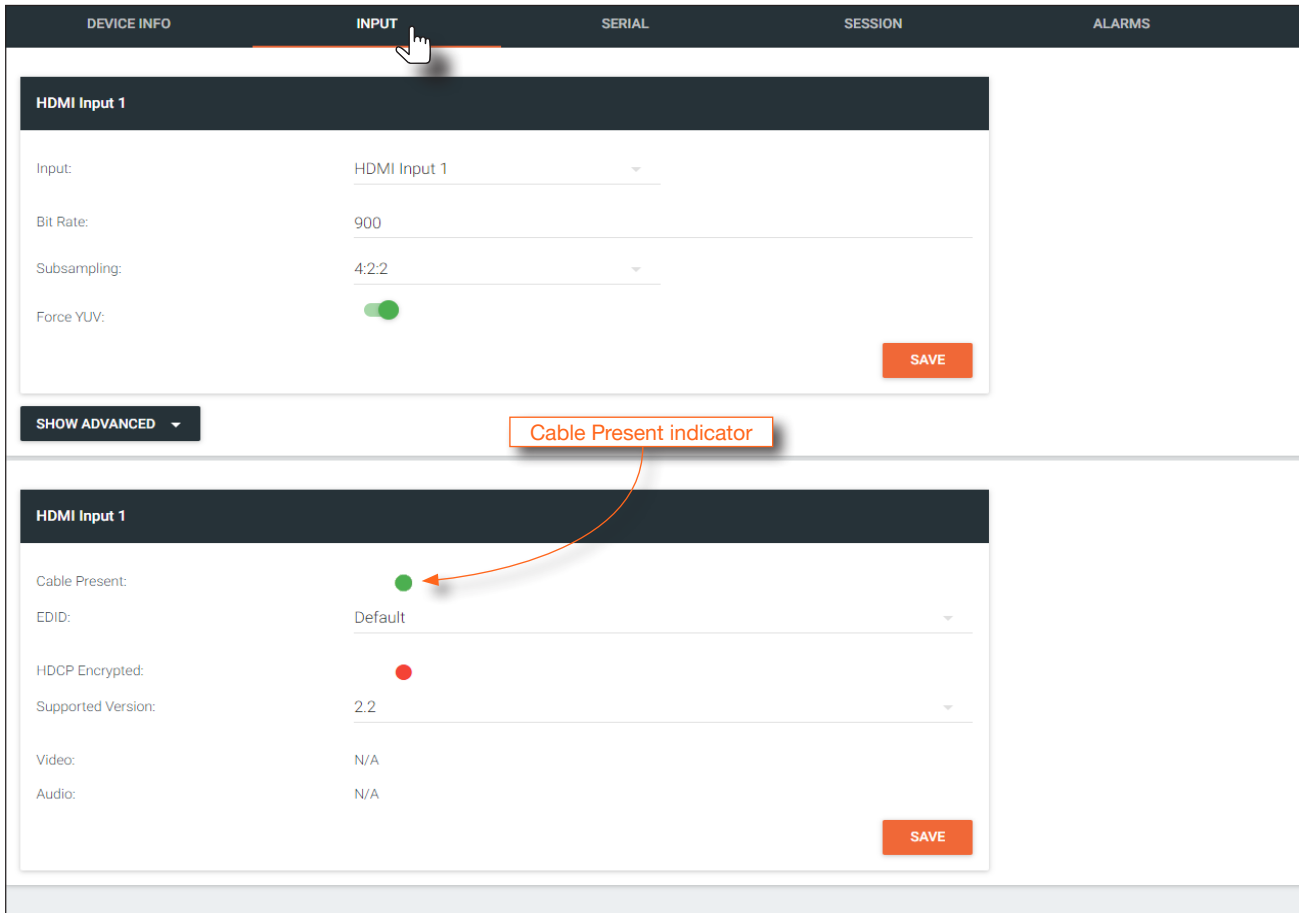 DEVICE INFO INPUT SERIAL SESSION ALARMS
HDMI Input 1
Input: HDMI Input 1
Bit Rate: 900
Subsampling: 4:2:2
Force YUV:
SAVE
SHOW ADVANCED
Cable Present indicator
HDMI Input 1
Cable Present:
EDID: Default
HDCP Encrypted:
Supported Version: 2.2
Video: N/A
Audio: N/A
SAVE